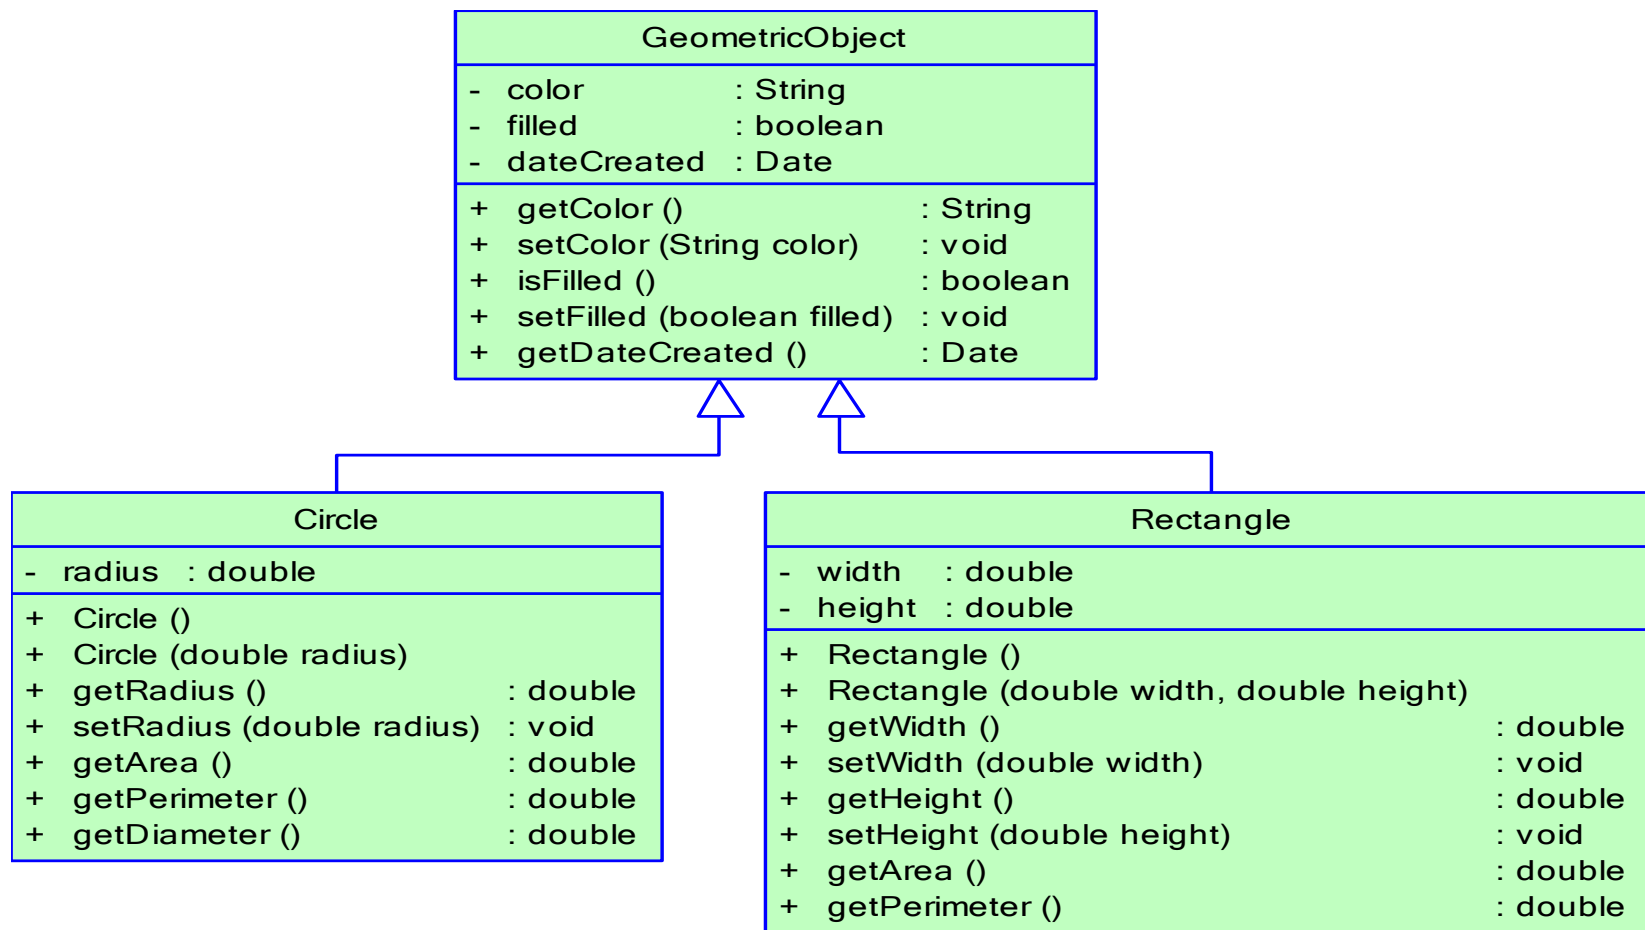 GeometricObject
- color : String
- filled : boolean
- dateCreated : Date
+ getColor () : String
+ setColor (String color) : void
+ isFilled () : boolean
+ setFilled (boolean filled) : void
+ getDateCreated () : Date
Circle
- radius : double
+ Circle ()
+ Circle (double radius)
+ getRadius () : double
+ setRadius (double radius) : void
+ getArea () : double
+ getPerimeter () : double
+ getDiameter () : double
Rectangle
- width : double
- height : double
+ Rectangle ()
+ Rectangle (double width, double height)
+ getWidth () : double
+ setWidth (double width) : void
+ getHeight () : double
+ setHeight (double height) : void
+ getArea () : double
+ getPerimeter () : double